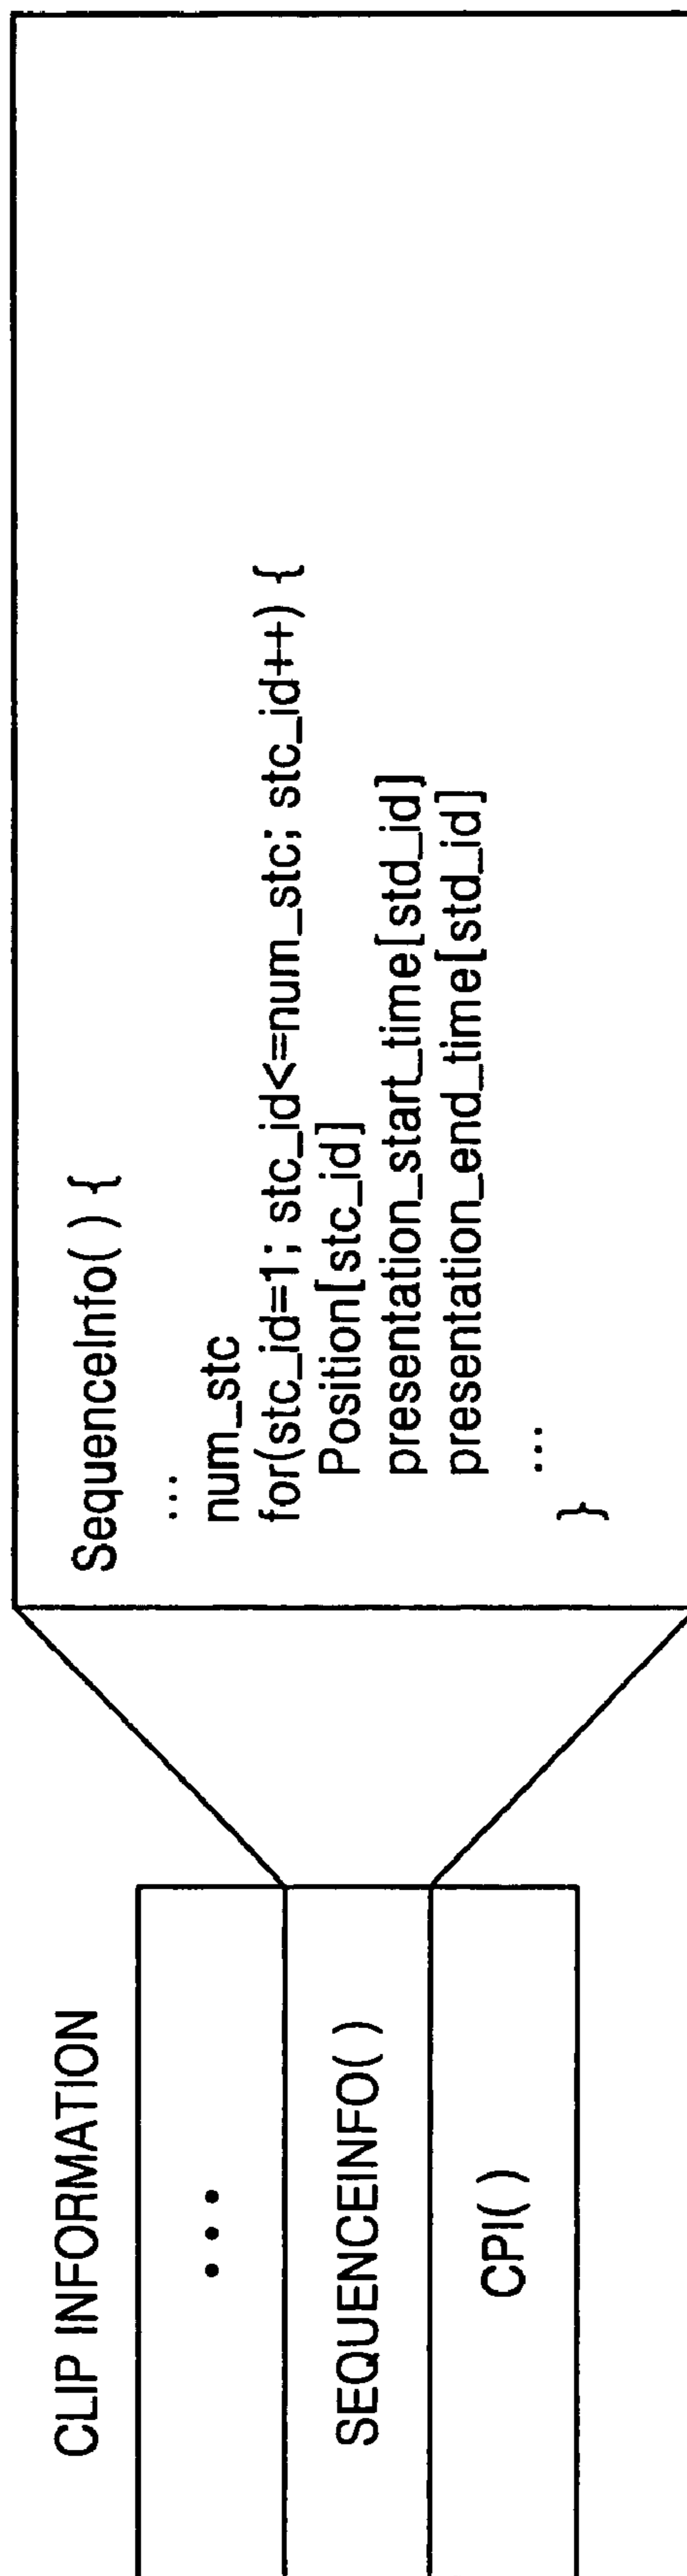 CLIP INFORMATION
...
SEQUENCEINFO( )
CPI( )
SequenceInfo( ) {
...
num_stc
for(stc_id=1; stc_id<=num_stc; stc_id++) {
Position[stc_id]
presentation_start_time[std_id]
presentation_end_time[std_id]
...
}